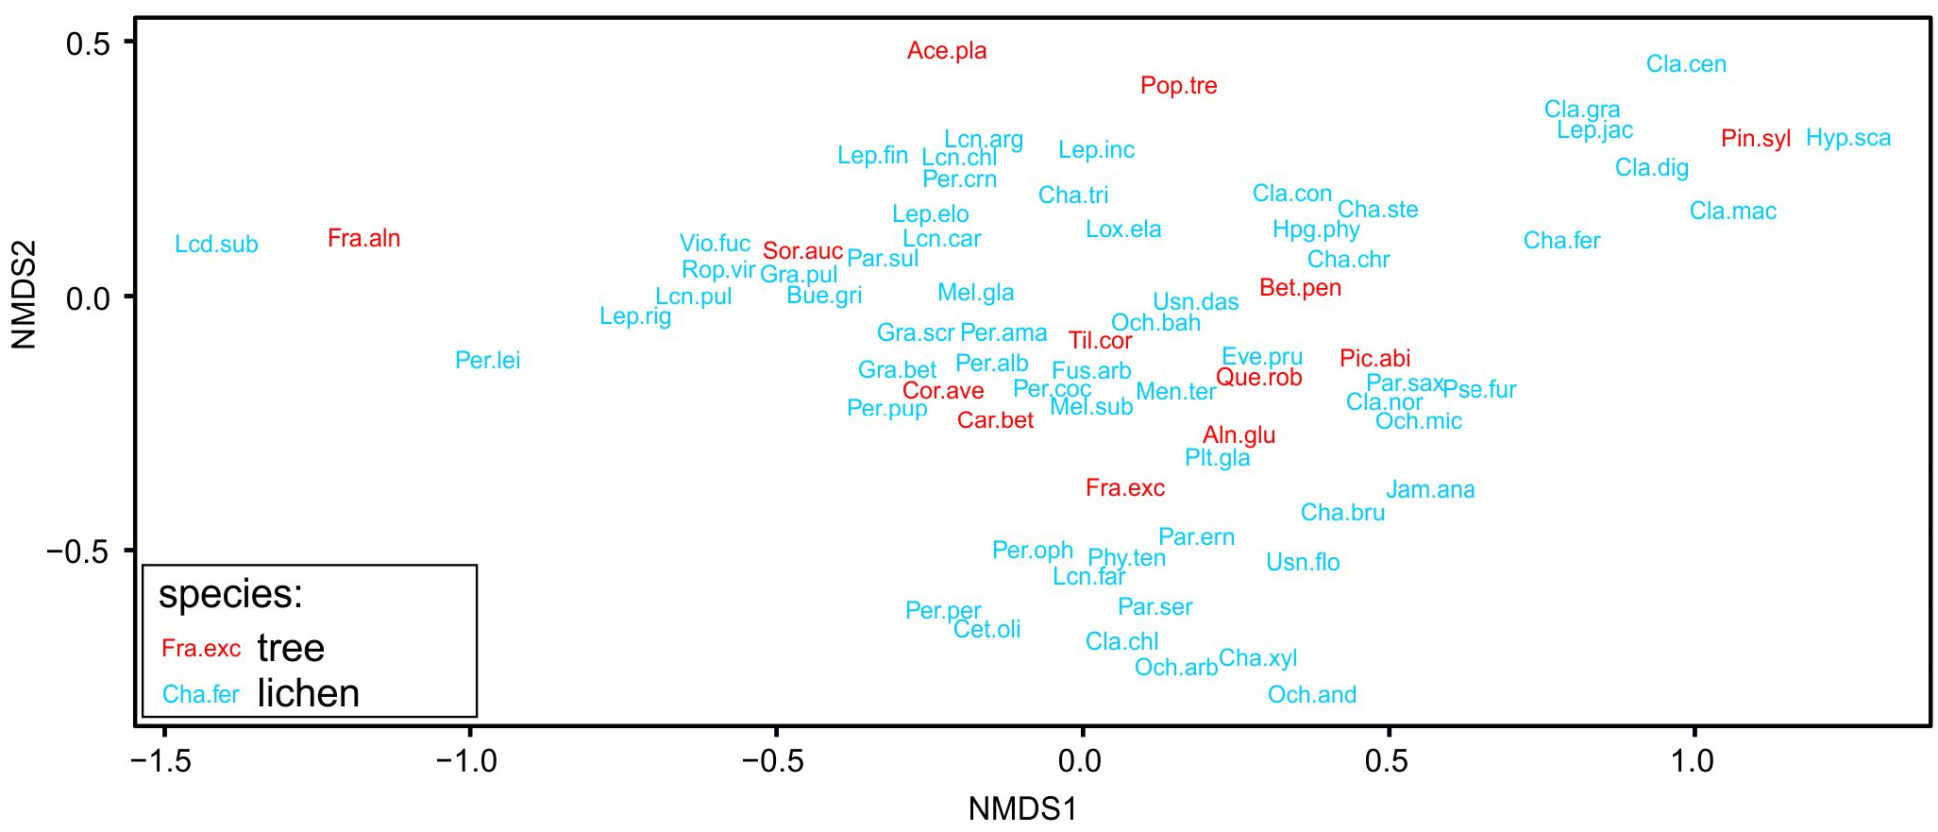 0.5
Ace.pla
Cla.cen
Pop.tre
Cla.gra
Lep.jac
Pin.syl
Hyp.sca
Lcn.arg
Lep.inc
Lep.fin
Lcn.chl
Cla.dig
Per.crn
Cha.tri
Cla.con
Cha.ste
Cla.mac
Lep.elo
Lox.ela
Hpg.phy
Lcn.car
Cha.fer
Lcd.sub
Fra.aln
Vio.fuc
Sor.auc
Par.sul
Cha.chr
Rop.vir
Gra.pul
Bet.pen
NMDS2
0.0
Lcn.pul
Bue.gri
Mel.gla
Usn.das
Lep.rig
Och.bah
Gra.scr
Per.ama
Til.cor
Per.lei
Eve.pru
Pic.abi
Gra.bet
Per.alb
Fus.arb
Que.rob
Cor.ave
Per.coc
Men.ter
Par.sax
Pse.fur
Per.pup
Mel.sub
Cla.nor
Car.bet
Och.mic
Aln.glu
Plt.gla
Fra.exc
Jam.ana
Cha.bru
Par.ern
−0.5
Per.oph
Phy.ten
Usn.flo
Lcn.far
Per.per
Par.ser
Cet.oli
Cla.chl
Och.arb
Cha.xyl
Och.and
species:
Fra.exc tree
Cha.fer lichen
−1.5
−1.0
−0.5
0.0
0.5
1.0
NMDS1